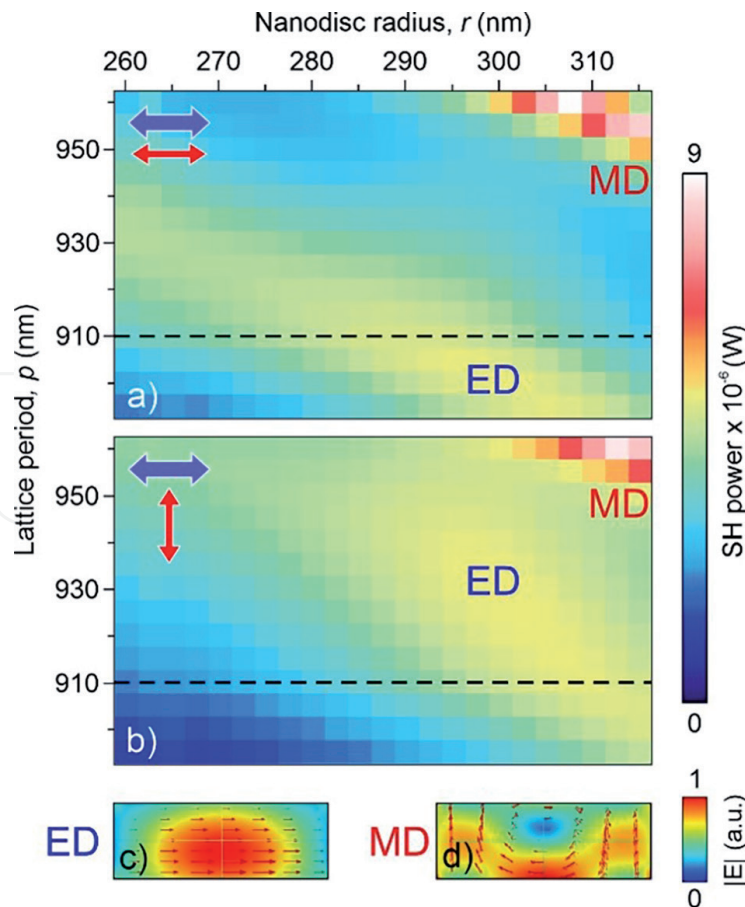 Nanodisc radius, r (nm)
260 270 280 290 300 310
950
930
910
MD
ED
a)
Lattice period, p (nm)
950
930
910
MD
ED
b)
9
SH power x 10⁻⁶ (W)
0
ED c)
MD d)
1
|E| (a.u.)
0